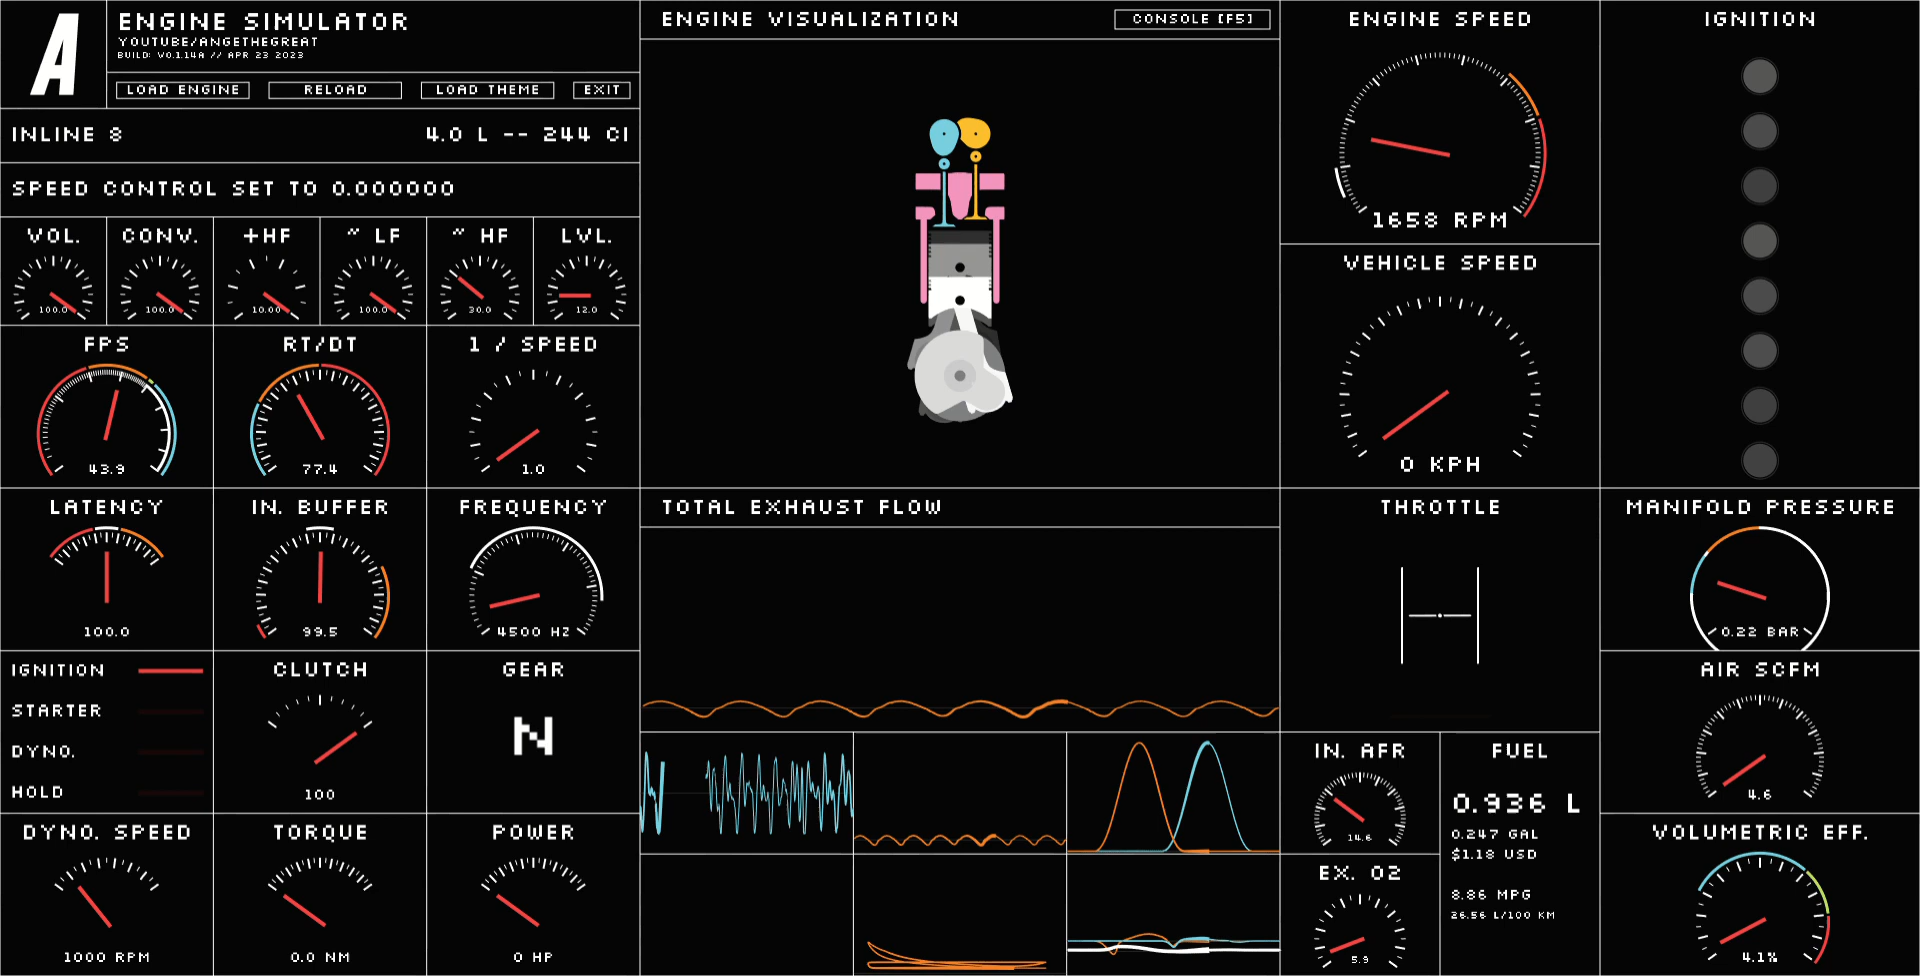 A
ENGINE SIMULATOR
YOUTUBE/ANGETHEGREAT
BUILD: V0.1.14A // APR 23 2023
LOAD ENGINE
RELOAD
LOAD THEME
EXIT
INLINE 8
4.0 L -- 244 CI
SPEED CONTROL SET TO 0.000000
VOL.
100.0
CONV.
100.0
+HF
10.00
~ LF
100.0
~ HF
30.0
LVL.
12.0
FPS
43.9
RT/DT
77.4
1 / SPEED
1.0
LATENCY
100.0
IN. BUFFER
99.5
FREQUENCY
4500 HZ
IGNITION
STARTER
DYNO.
HOLD
CLUTCH
100
GEAR
N
DYNO. SPEED
1000 RPM
TORQUE
0.0 NM
POWER
0 HP
ENGINE VISUALIZATION
CONSOLE [F5]
TOTAL EXHAUST FLOW
ENGINE SPEED
1658 RPM
VEHICLE SPEED
0 KPH
THROTTLE
IN. AFR
14.6
EX. O2
5.9
FUEL
0.936 L
0.247 GAL
$1.18 USD
8.86 MPG
26.56 L/100 KM
IGNITION
MANIFOLD PRESSURE
0.22 BAR
AIR SCFM
4.6
VOLUMETRIC EFF.
4.1%